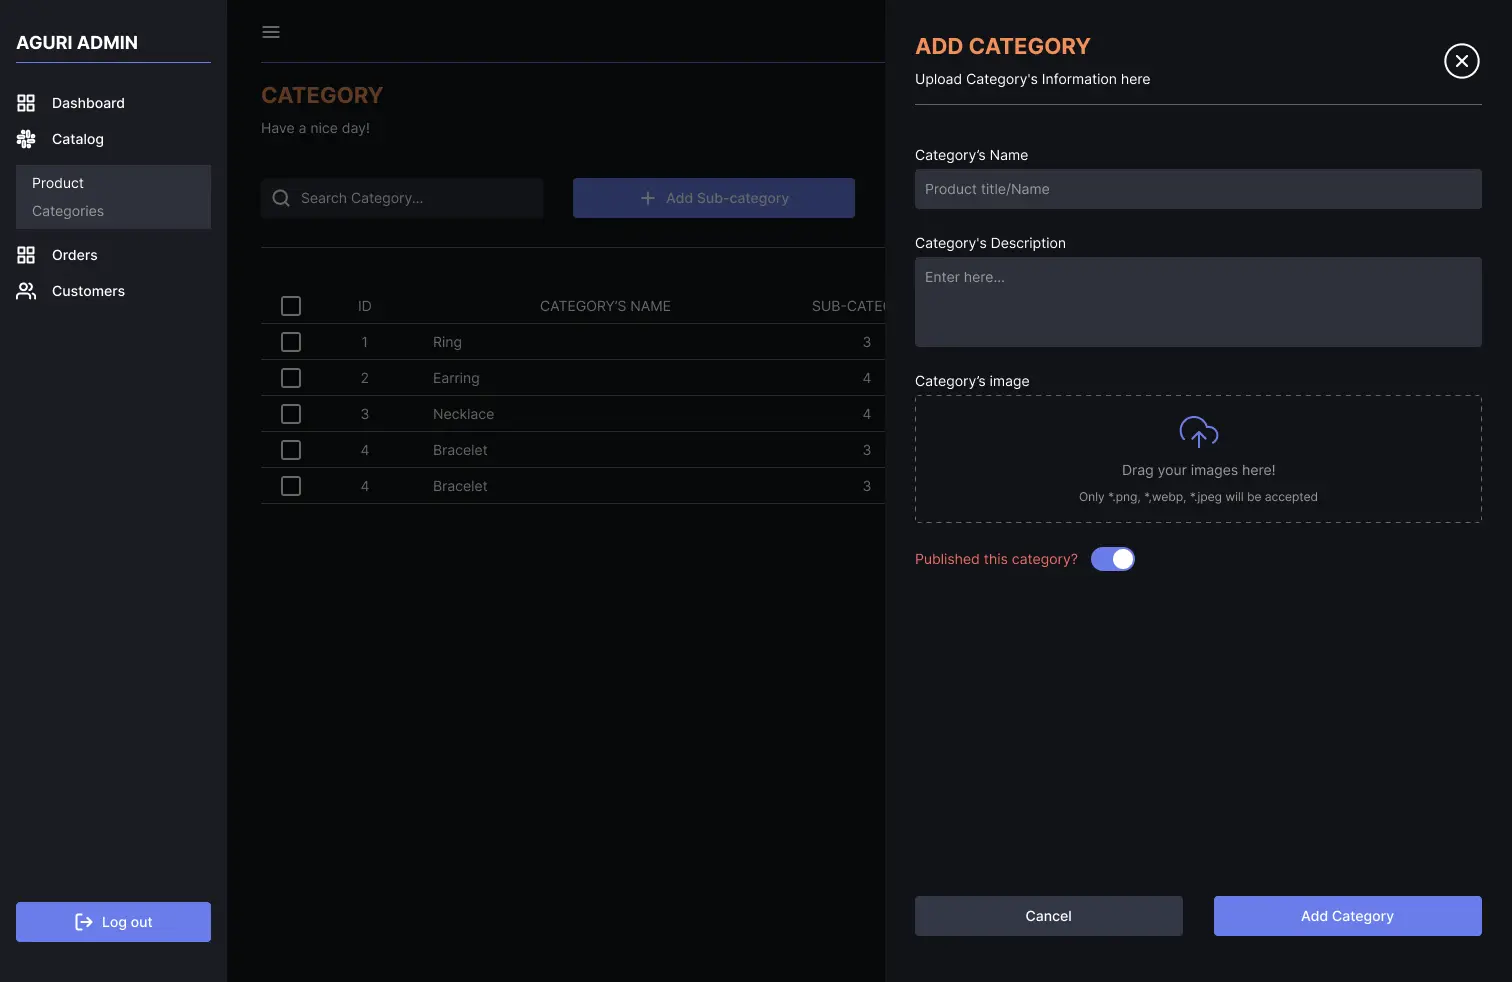 AGURI ADMIN
Dashboard
Catalog
Product
Categories
Orders
Customers
Log out
CATEGORY
Have a nice day!
Search Category...
Add Sub-category
ID CATEGORY’S NAME SUB-CATE
1 Ring 3
2 Earring 4
3 Necklace 4
4 Bracelet 3
4 Bracelet 3
ADD CATEGORY
Upload Category's Information here
Category’s Name
Product title/Name
Category's Description
Enter here...
Category’s image
Drag your images here!
Only *.png, *,webp, *.jpeg will be accepted
Published this category?
Cancel
Add Category